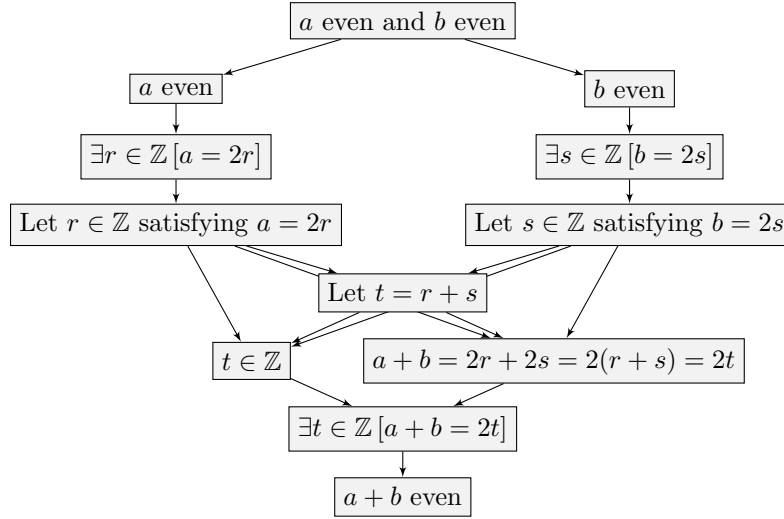 a even and b even
a even
b even
∃r ∈ ℤ [a = 2r]
∃s ∈ ℤ [b = 2s]
Let r ∈ ℤ satisfying a = 2r
Let s ∈ ℤ satisfying b = 2s
Let t = r + s
t ∈ ℤ
a + b = 2r + 2s = 2(r + s) = 2t
∃t ∈ ℤ [a + b = 2t]
a + b even